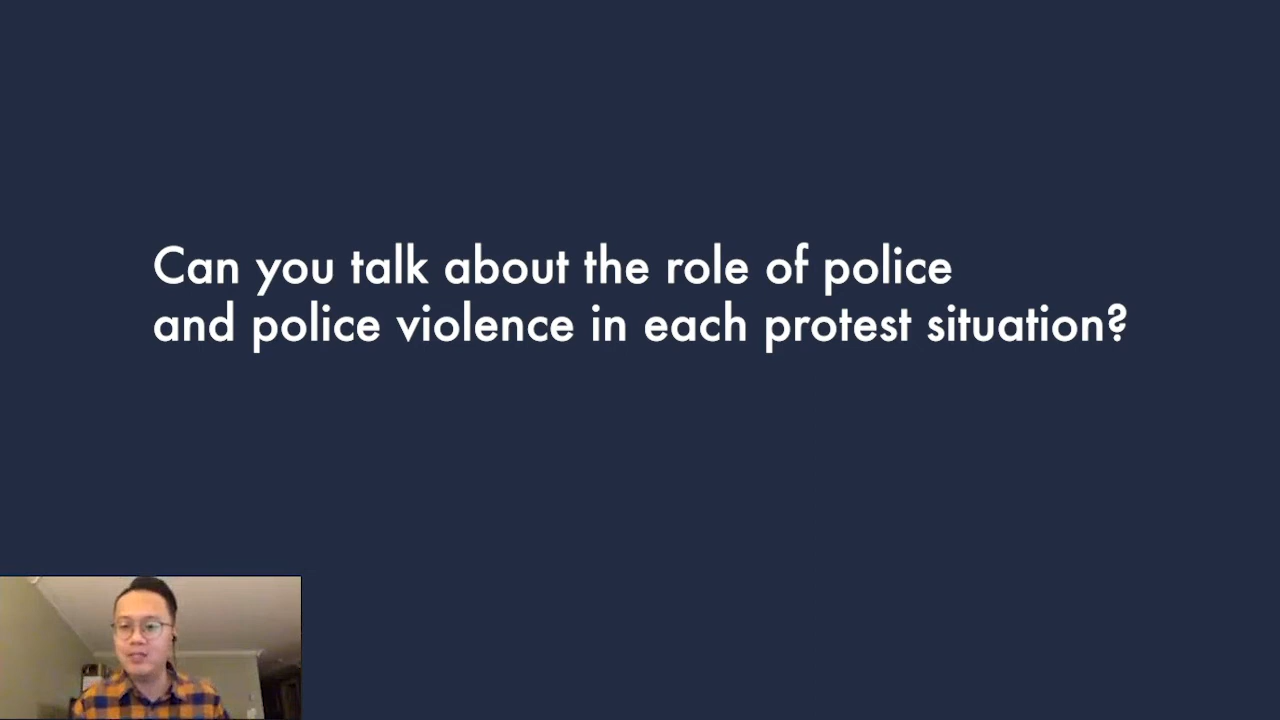 Can you talk about the role of police
and police violence in each protest situation?